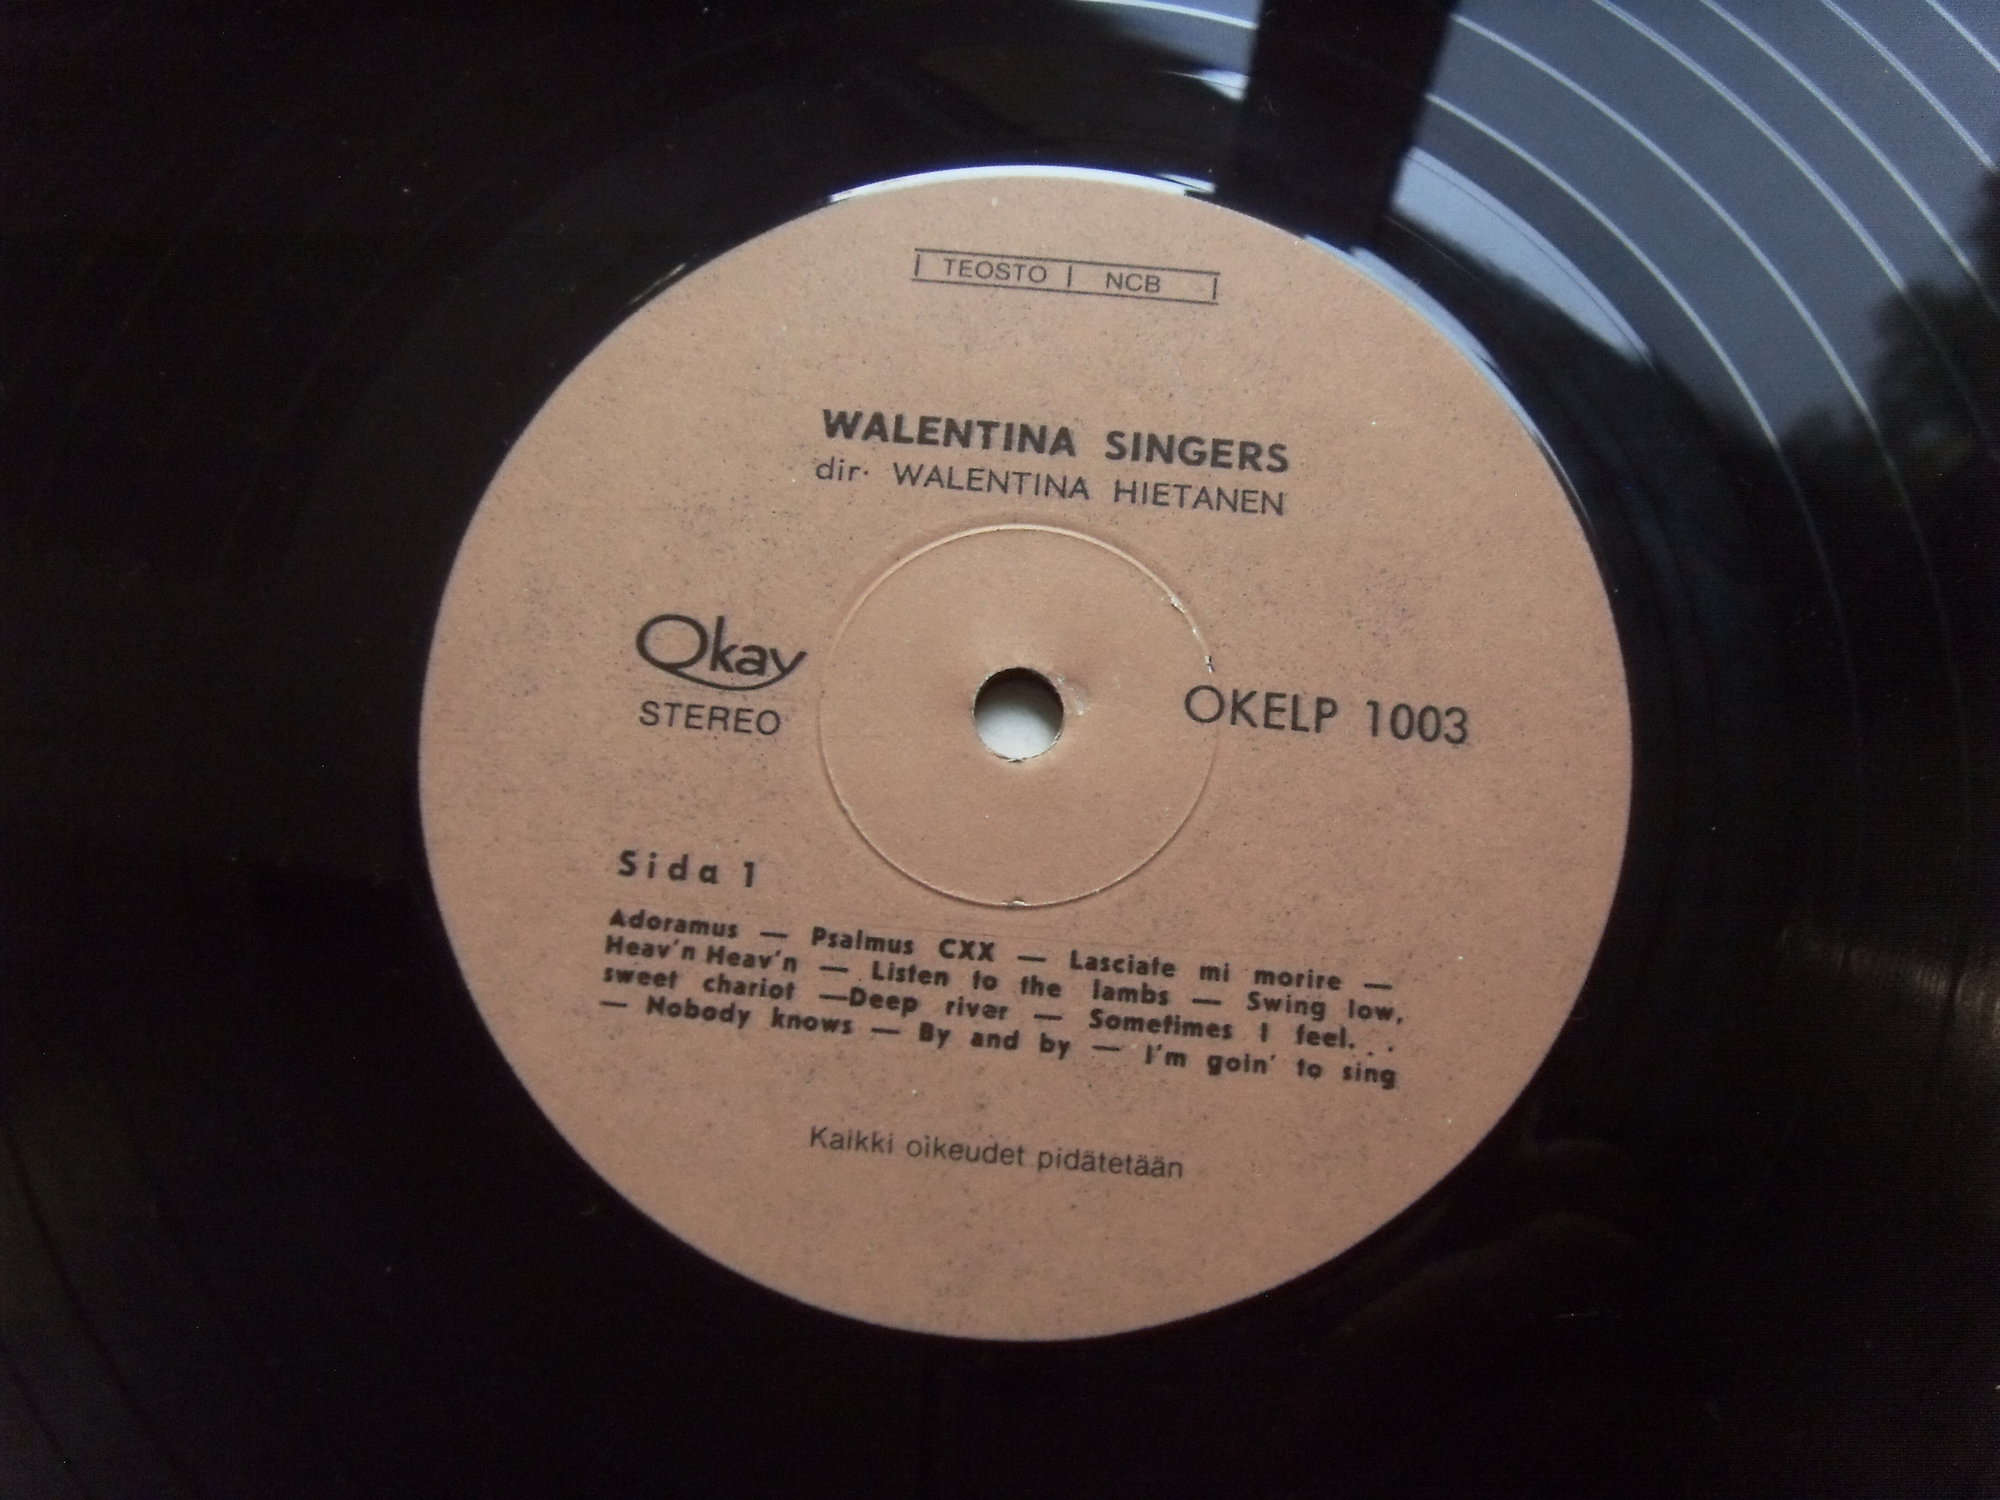 TEOSTO NCB
WALENTINA SINGERS
dir. WALENTINA HIETANEN
Okay
STEREO
OKELP 1003
Sida 1
Adoramus — Psalmus CXX — Lasciate mi morire —
Heav'n Heav'n — Listen to the lambs — Swing low,
sweet chariot —Deep river — Sometimes I feel. . .
— Nobody knows — By and by — I'm goin' to sing
Kaikki oikeudet pidätetään